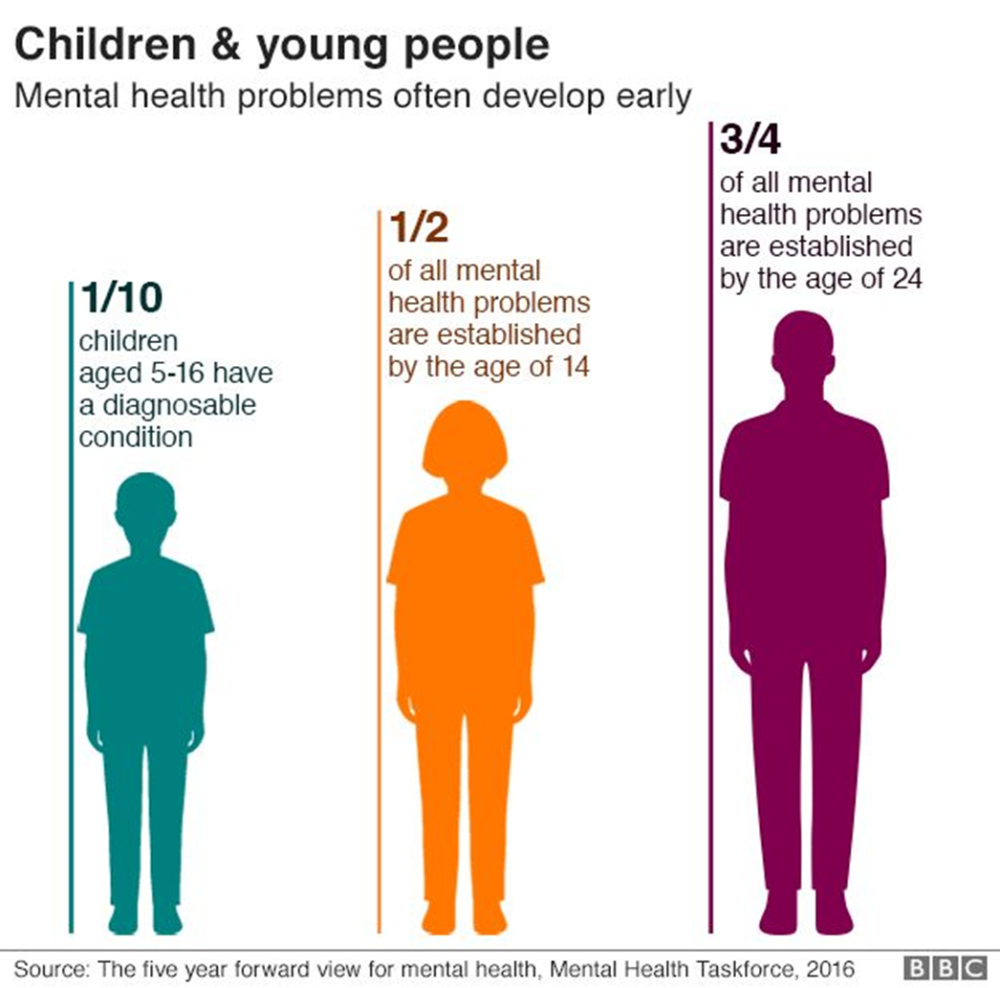 Children & young people
Mental health problems often develop early
1/10
children
aged 5-16 have
a diagnosable
condition
1/2
of all mental
health problems
are established
by the age of 14
3/4
of all mental
health problems
are established
by the age of 24
Source: The five year forward view for mental health, Mental Health Taskforce, 2016
BBC